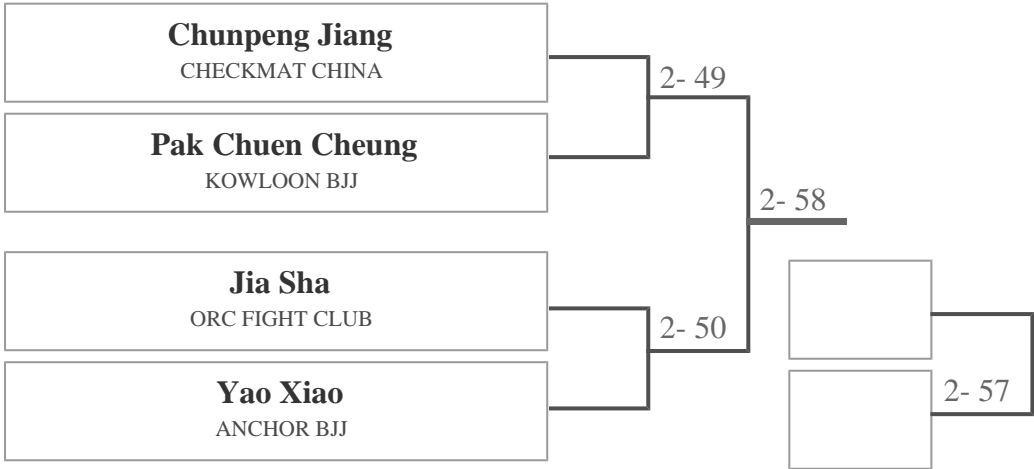 Chunpeng Jiang
CHECKMAT CHINA
2- 49
Pak Chuen Cheung
KOWLOON BJJ
2- 58
Jia Sha
ORC FIGHT CLUB
2- 50
Yao Xiao
ANCHOR BJJ
2- 57